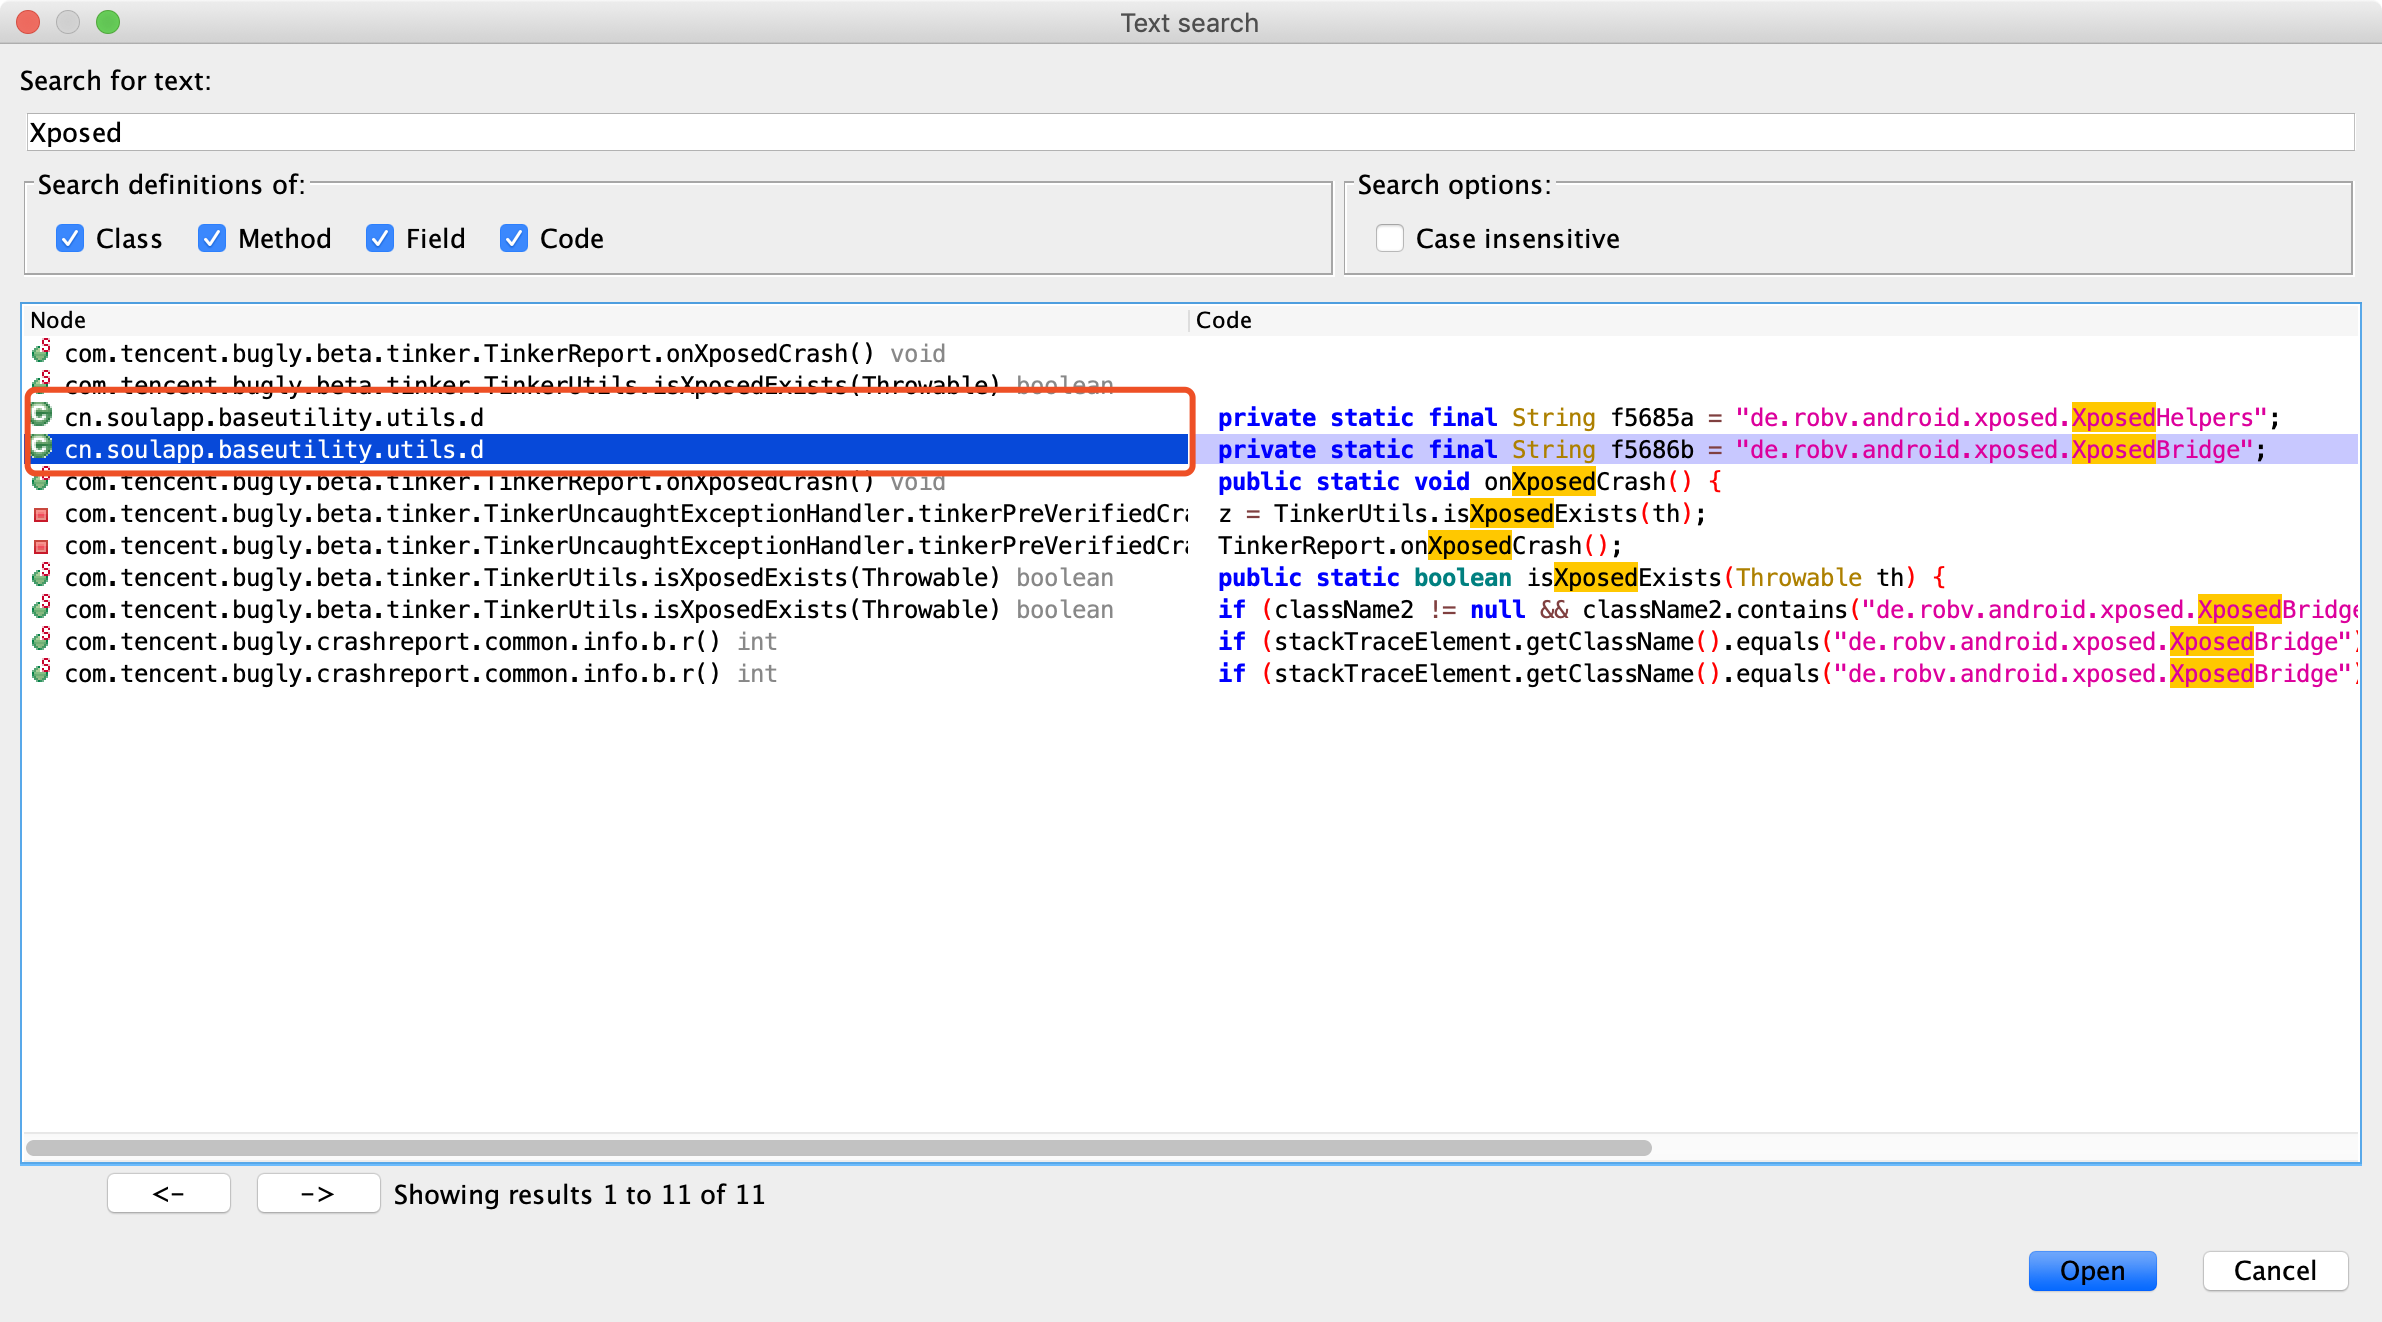 Text search
Search for text:
Xposed
Search definitions of:
Search options:
Class Method Field Code
Case insensitive
Node Code
com.tencent.bugly.beta.tinker.TinkerReport.onXposedCrash() void
com.tencent.bugly.beta.tinker.TinkerUtils.isXposedExists(Throwable) boolean
cn.soulapp.baseutility.utils.d private static final String f5685a = "de.robv.android.xposed.XposedHelpers";
cn.soulapp.baseutility.utils.d private static final String f5686b = "de.robv.android.xposed.XposedBridge";
com.tencent.bugly.beta.tinker.TinkerReport.onXposedCrash() void public static void onXposedCrash() {
com.tencent.bugly.beta.tinker.TinkerUncaughtExceptionHandler.tinkerPreVerifiedCra z = TinkerUtils.isXposedExists(th);
com.tencent.bugly.beta.tinker.TinkerUncaughtExceptionHandler.tinkerPreVerifiedCra TinkerReport.onXposedCrash();
com.tencent.bugly.beta.tinker.TinkerUtils.isXposedExists(Throwable) boolean public static boolean isXposedExists(Throwable th) {
com.tencent.bugly.beta.tinker.TinkerUtils.isXposedExists(Throwable) boolean if (className2 != null && className2.contains("de.robv.android.xposed.XposedBridge
com.tencent.bugly.crashreport.common.info.b.r() int if (stackTraceElement.getClassName().equals("de.robv.android.xposed.XposedBridge")
com.tencent.bugly.crashreport.common.info.b.r() int if (stackTraceElement.getClassName().equals("de.robv.android.xposed.XposedBridge")
<- -> Showing results 1 to 11 of 11
Open Cancel